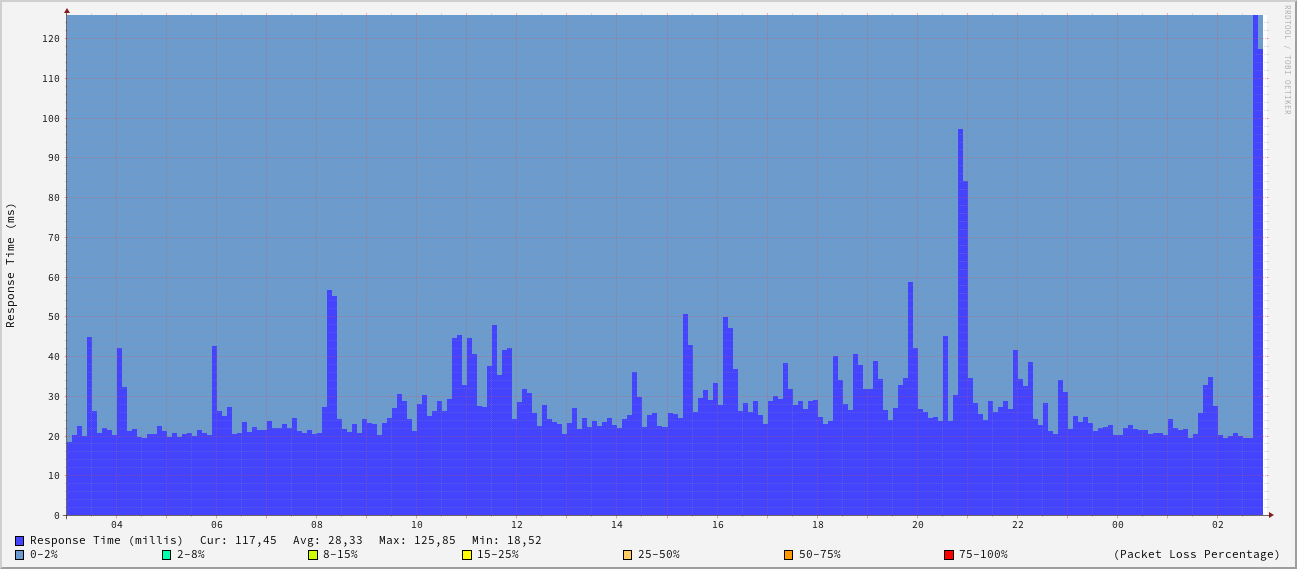 RRDTOOL / TOBI OETIKER
Response Time (ms)
120
110
100
90
80
70
60
50
40
30
20
10
0
04 06 08 10 12 14 16 18 20 22 00 02
Response Time (millis) Cur: 117,45 Avg: 28,33 Max: 125,85 Min: 18,52
0-2% 2-8% 8-15% 15-25% 25-50% 50-75% 75-100% (Packet Loss Percentage)